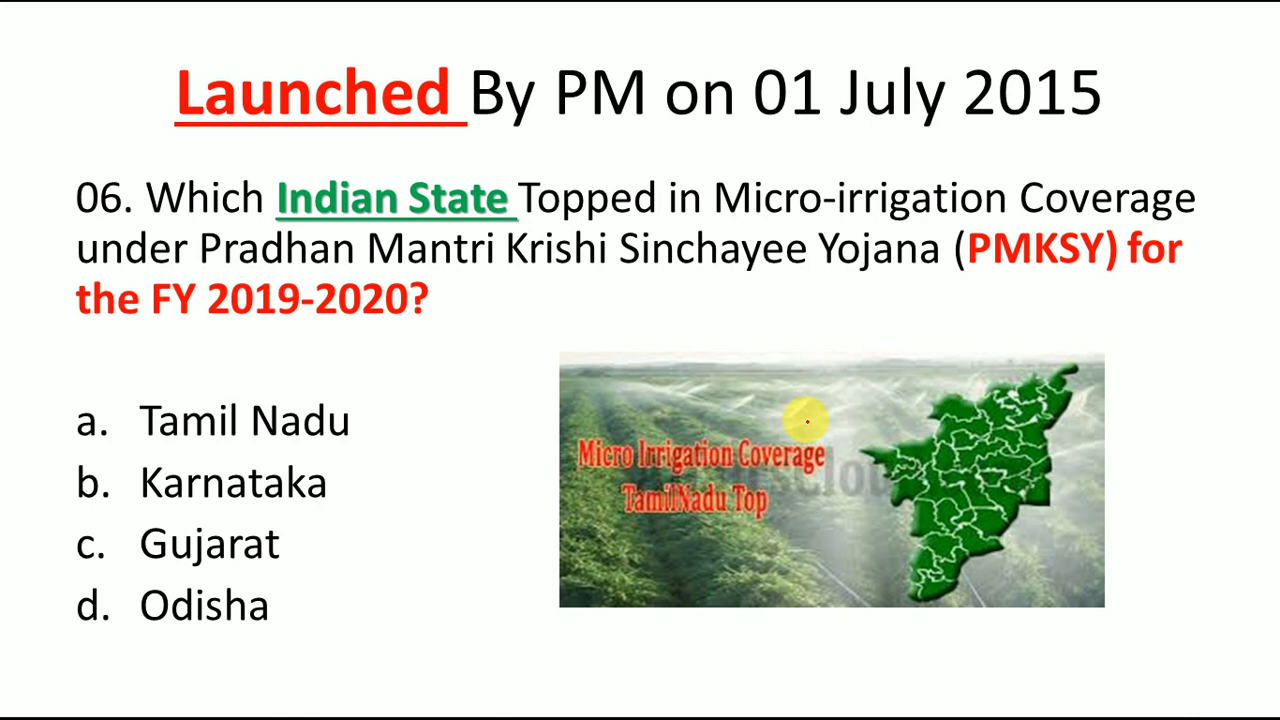 Launched By PM on 01 July 2015
06. Which Indian State Topped in Micro-irrigation Coverage
under Pradhan Mantri Krishi Sinchayee Yojana (PMKSY) for
the FY 2019-2020?
a. Tamil Nadu
b. Karnataka
c. Gujarat
d. Odisha
Micro Irrigation Coverage
TamilNadu Top